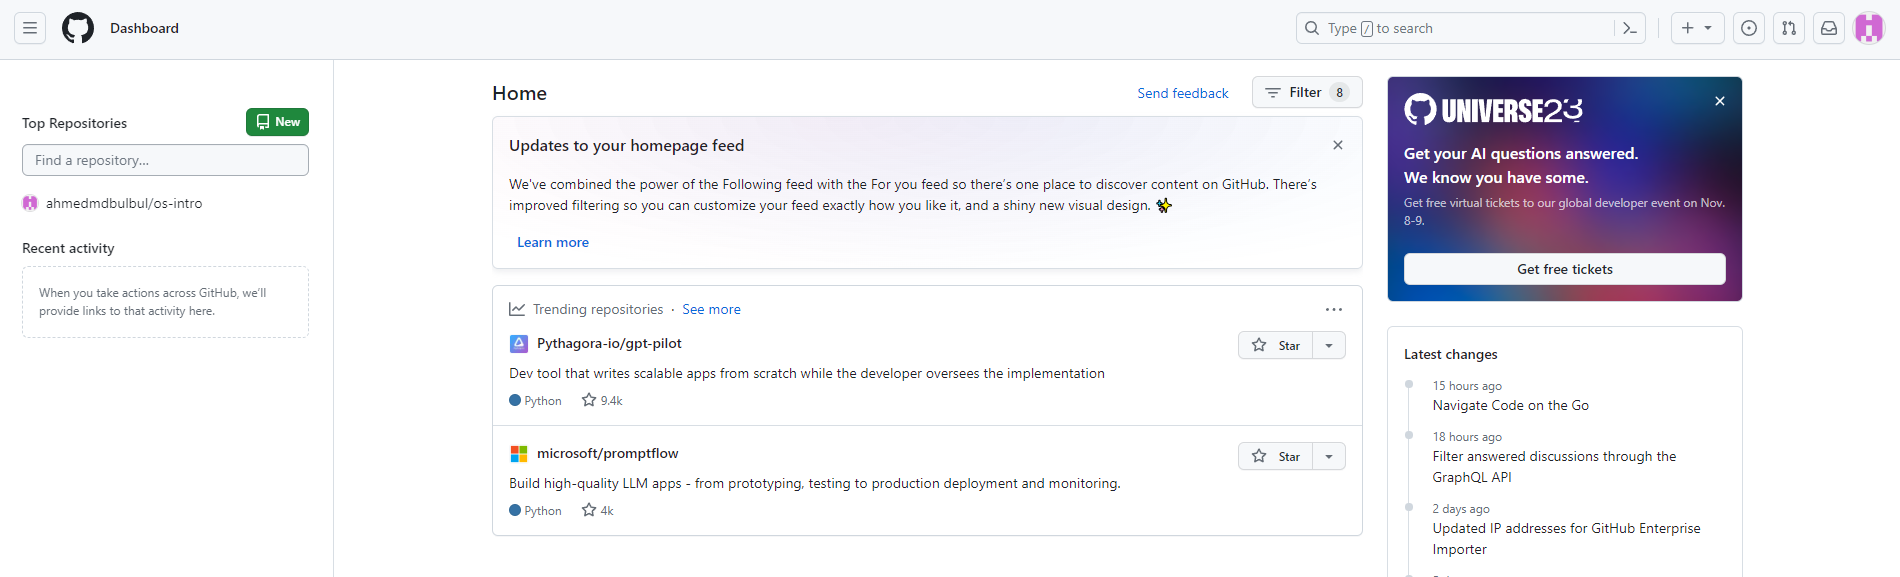 Dashboard
Type / to search
Top Repositories
New
Find a repository...
ahmedmdbulbul/os-intro
Recent activity
When you take actions across GitHub, we'll
provide links to that activity here.
Home
Send feedback
Filter 8
Updates to your homepage feed
We've combined the power of the Following feed with the For you feed so there's one place to discover content on GitHub. There's
improved filtering so you can customize your feed exactly how you like it, and a shiny new visual design. ✨
Learn more
Trending repositories · See more
Pythagora-io/gpt-pilot
Star
Dev tool that writes scalable apps from scratch while the developer oversees the implementation
Python 9.4k
microsoft/promptflow
Star
Build high-quality LLM apps - from prototyping, testing to production deployment and monitoring.
Python 4k
UNIVERSE23
Get your AI questions answered.
We know you have some.
Get free virtual tickets to our global developer event on Nov.
8-9.
Get free tickets
Latest changes
15 hours ago
Navigate Code on the Go
18 hours ago
Filter answered discussions through the
GraphQL API
2 days ago
Updated IP addresses for GitHub Enterprise
Importer